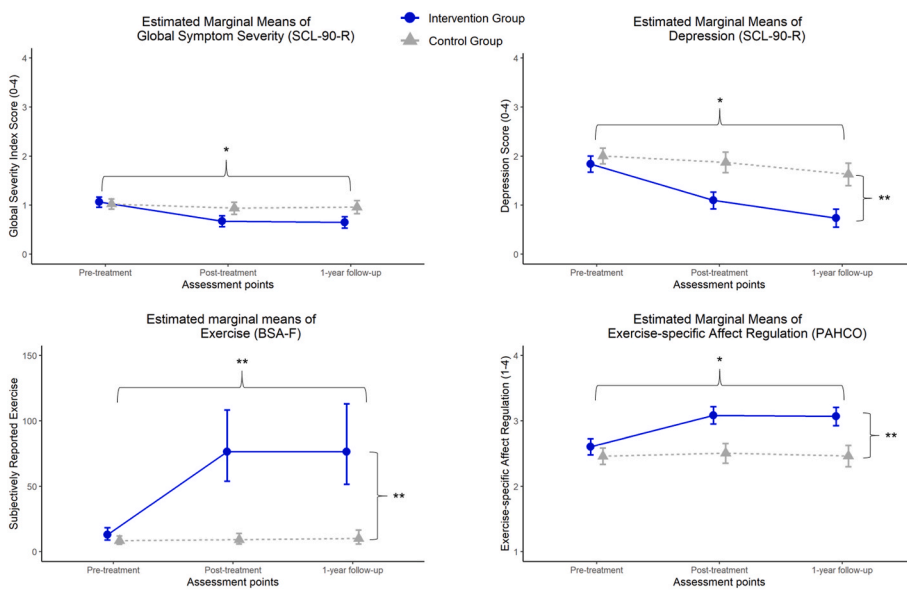 Estimated Marginal Means of
Global Symptom Severity (SCL-90-R)
Global Severity Index Score (0-4)
4
3
2
1
0
*
Pre-treatment
Post-treatment
1-year follow-up
Assessment points
Intervention Group
Control Group
Estimated Marginal Means of
Depression (SCL-90-R)
Depression Score (0-4)
4
3
2
1
0
*
**
Pre-treatment
Post-treatment
1-year follow-up
Assessment points
Estimated marginal means of
Exercise (BSA-F)
Subjectively Reported Exercise
150
100
50
0
**
**
Pre-treatment
Post-treatment
1-year follow-up
Assessment points
Estimated Marginal Means of
Exercise-specific Affect Regulation (PAHCO)
Exercise-specific Affect Regulation (1-4)
4
3
2
1
*
**
Pre-treatment
Post-treatment
1-year follow-up
Assessment points